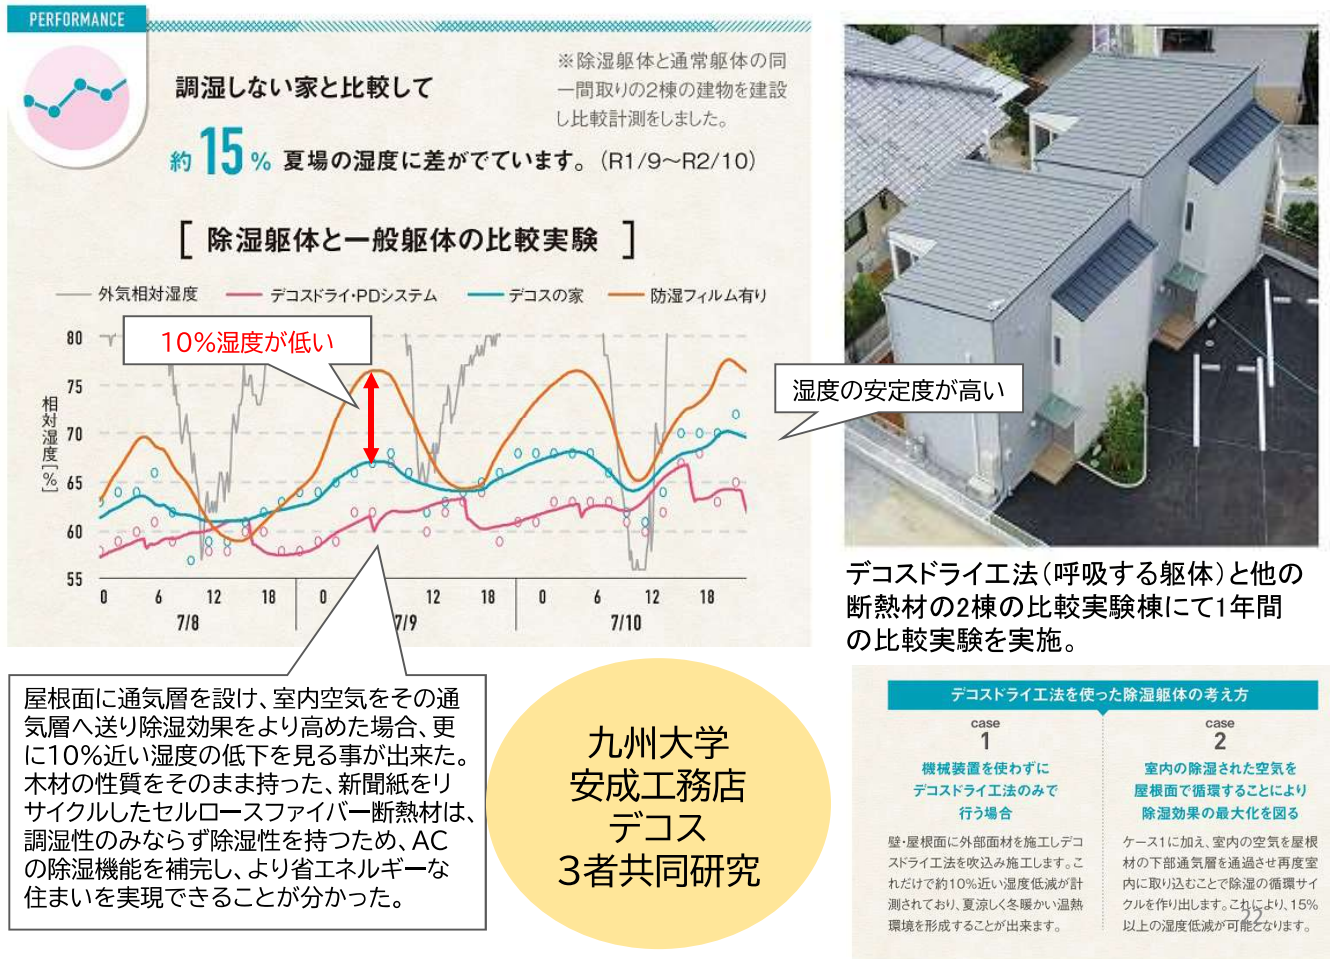 PERFORMANCE
調湿しない家と比較して
約15% 夏場の湿度に差がでています。(R1/9〜R2/10)
※除湿躯体と通常躯体の同
一間取りの2棟の建物を建設
し比較計測をしました。
[ 除湿躯体と一般躯体の比較実験 ]
外気相対湿度 デコスドライ・PDシステム デコスの家 防湿フィルム有り
10%湿度が低い
湿度の安定度が高い
相対湿度[%]
80
75
70
65
60
55
0 6 12 18 0 12 18 0 6 12 18
7/8 7/9 7/10
屋根面に通気層を設け、室内空気をその通
気層へ送り除湿効果をより高めた場合、更
に10%近い湿度の低下を見る事が出来た。
木材の性質をそのまま持った、新聞紙をリ
サイクルしたセルロースファイバー断熱材は、
調湿性のみならず除湿性を持つため、AC
の除湿機能を補完し、より省エネルギーな
住まいを実現できることが分かった。
九州大学
安成工務店
デコス
3者共同研究
デコスドライ工法(呼吸する躯体)と他の
断熱材の2棟の比較実験棟にて1年間
の比較実験を実施。
デコスドライ工法を使った除湿躯体の考え方
case
1
機械装置を使わずに
デコスドライ工法のみで
行う場合
壁・屋根面に外部面材を施工しデコ
スドライ工法を吹込み施工します。こ
れだけで約10%近い湿度低減が計
測されており、夏涼しく冬暖かい温熱
環境を形成することが出来ます。
case
2
室内の除湿された空気を
屋根面で循環することにより
除湿効果の最大化を図る
ケース1に加え、室内の空気を屋根
材の下部通気層を通過させ再度室
内に取り込むことで除湿の循環サイ
クルを作り出します。これにより、15%
以上の湿度低減が可能となります。
22